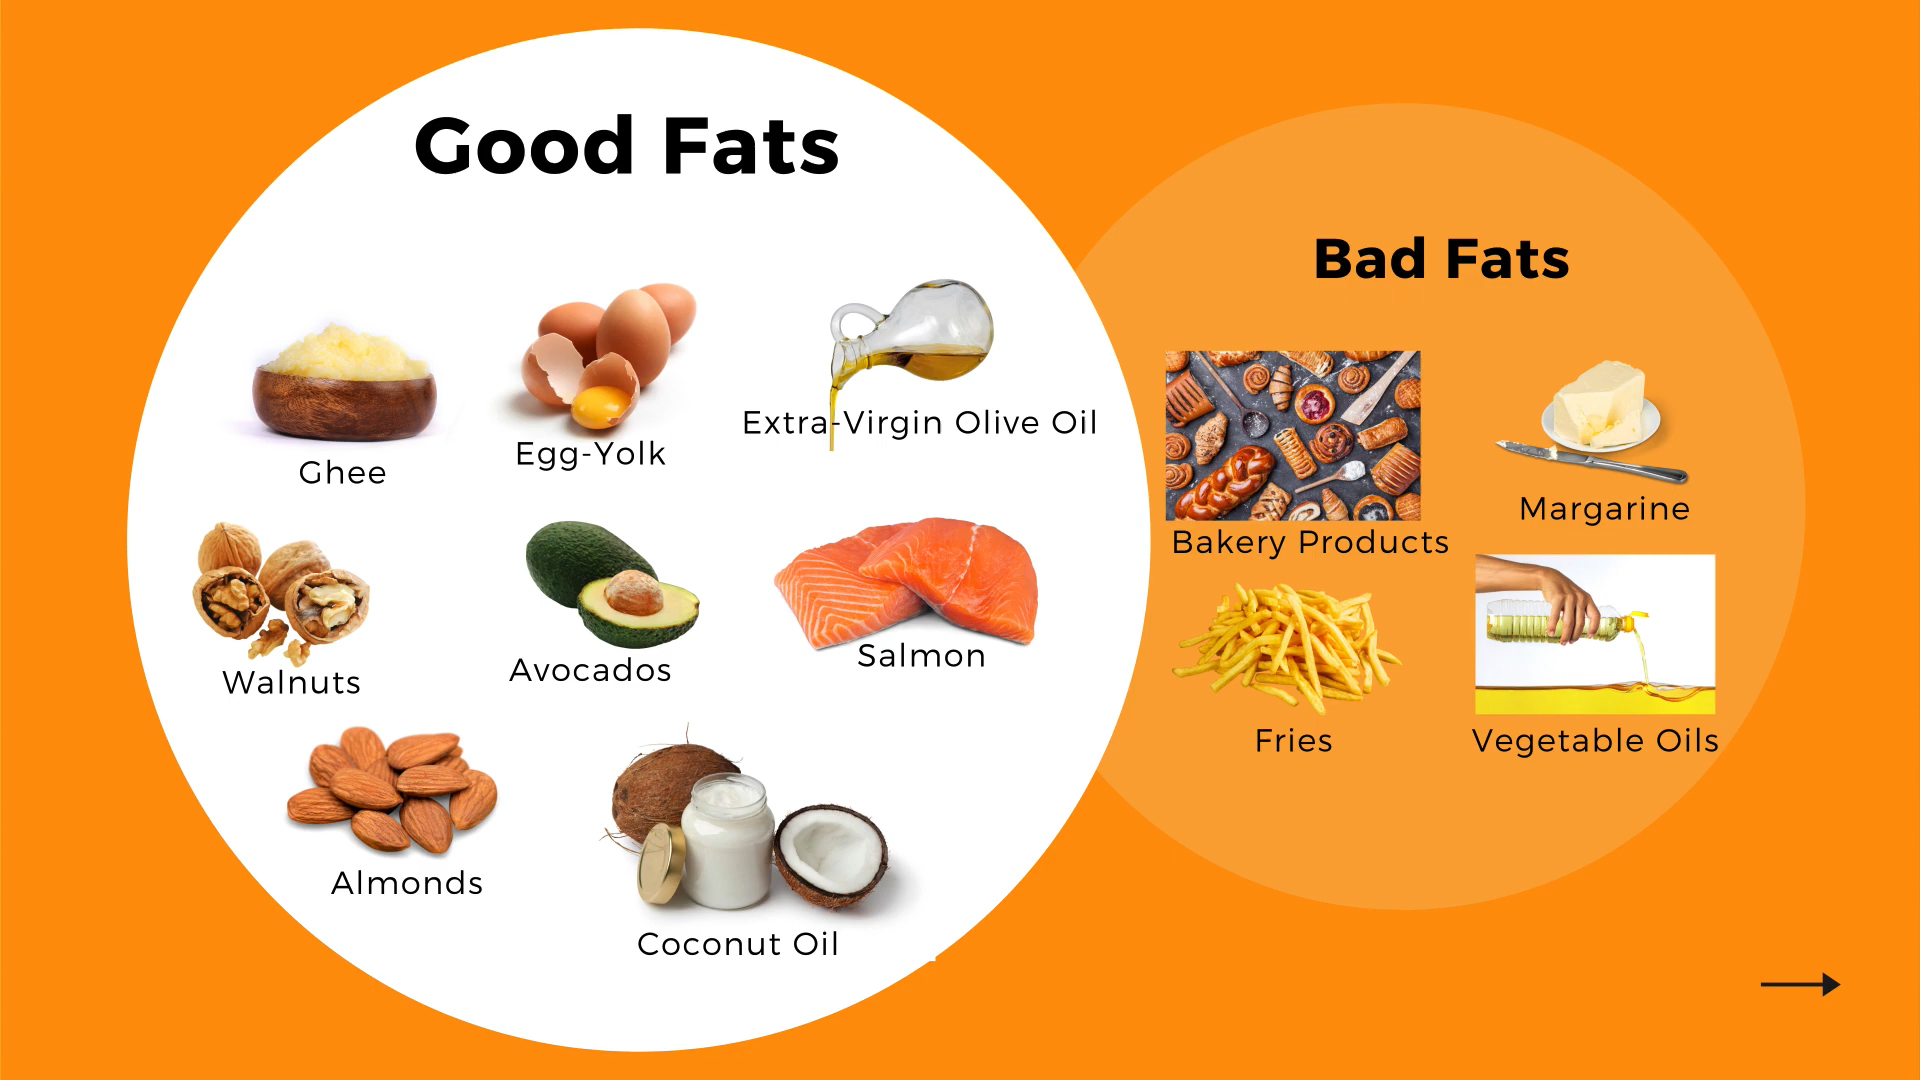 Good Fats
Ghee
Egg-Yolk
Extra-Virgin Olive Oil
Walnuts
Avocados
Salmon
Almonds
Coconut Oil
Bad Fats
Bakery Products
Margarine
Fries
Vegetable Oils